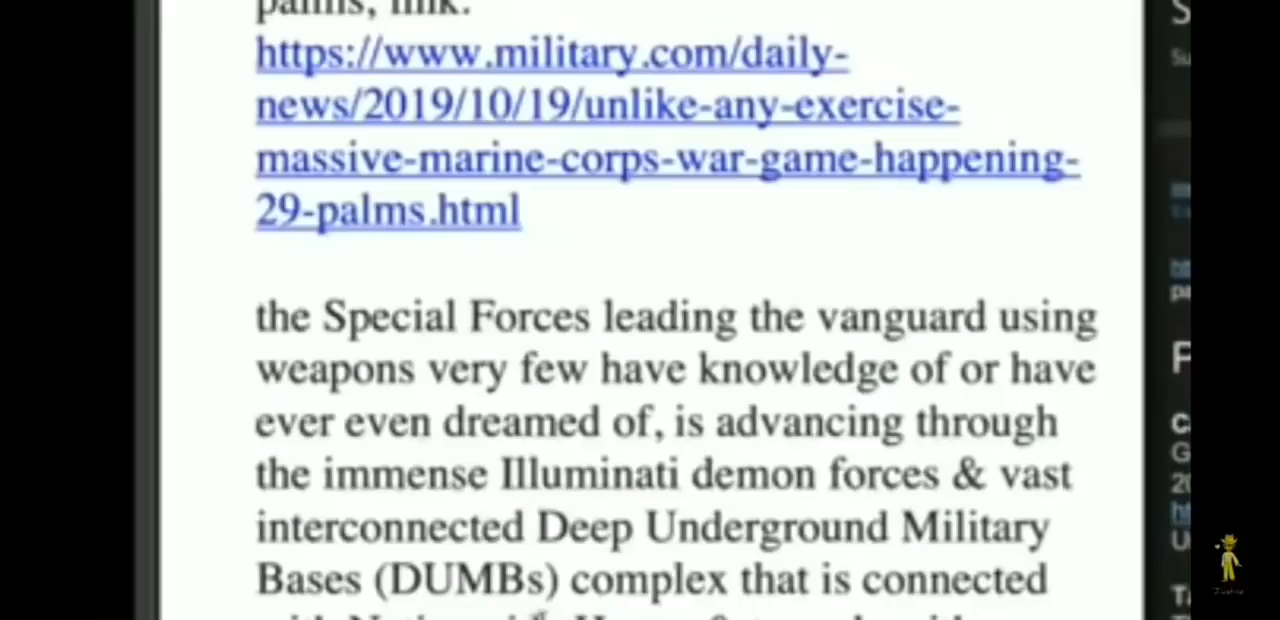 palms, link.
https://www.military.com/daily-
news/2019/10/19/unlike-any-exercise-
massive-marine-corps-war-game-happening-
29-palms.html
the Special Forces leading the vanguard using
weapons very few have knowledge of or have
ever even dreamed of, is advancing through
the immense Illuminati demon forces & vast
interconnected Deep Underground Military
Bases (DUMBs) complex that is connected